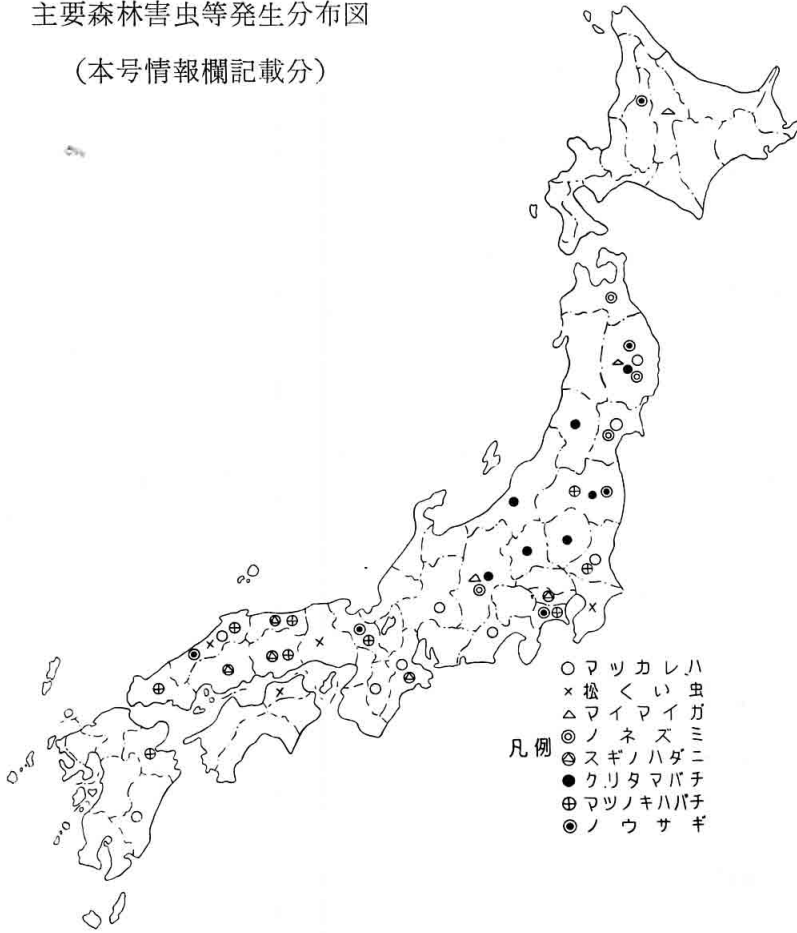 主要森林害虫等発生分布図
(本号情報欄記載分)
凡例
○ マツカレハ
× 松くい虫
△ マイマイガ
◎ ノネズミ
スギノハダニ
● クリタマバチ
⊕ マツノキハバチ
◉ ノウサギ